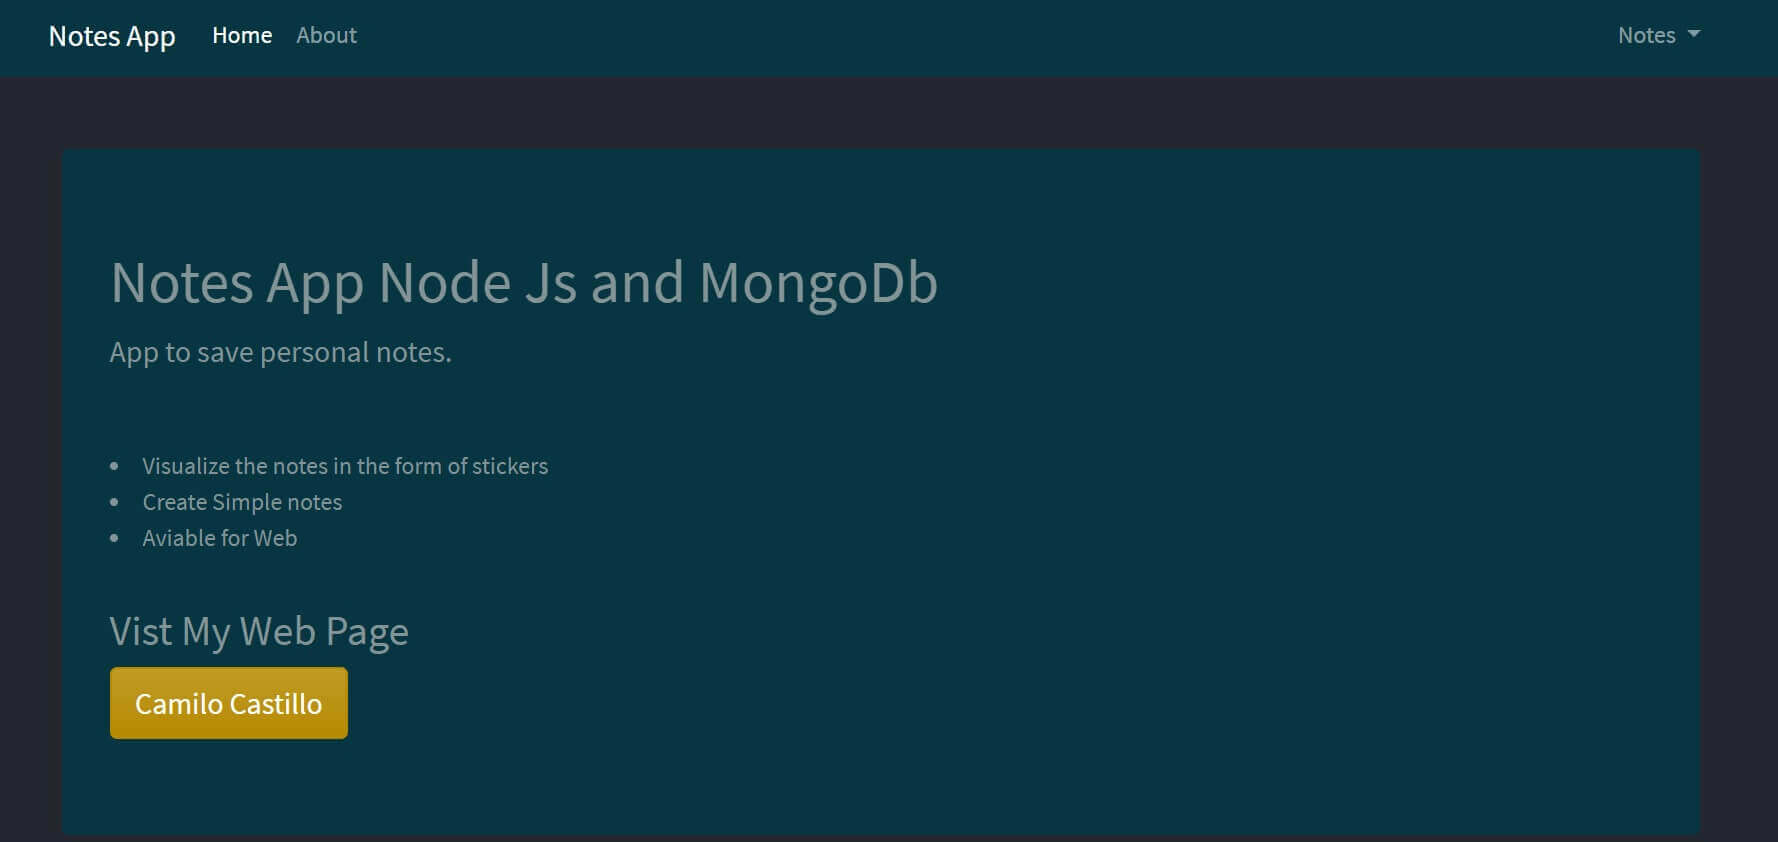 Notes App Home About Notes
Notes App Node Js and MongoDb
App to save personal notes.
Visualize the notes in the form of stickers
Create Simple notes
Aviable for Web
Vist My Web Page
Camilo Castillo